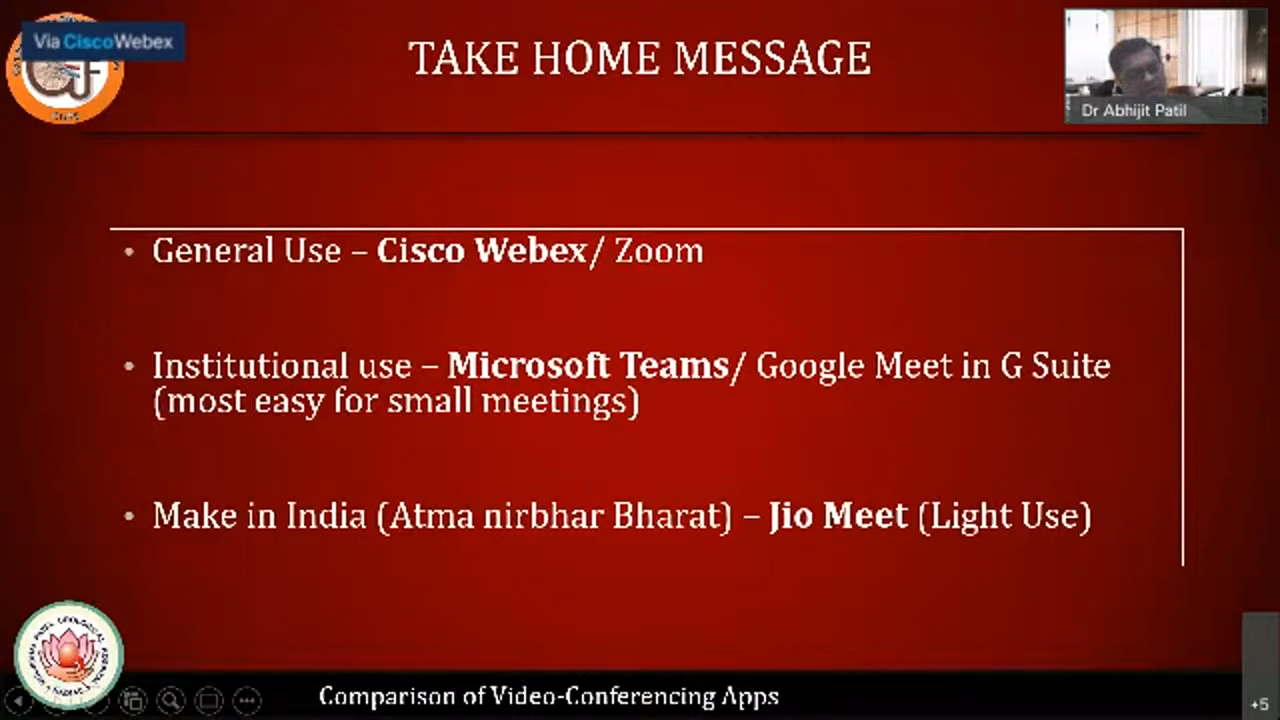 Via CiscoWebex
TAKE HOME MESSAGE
Dr Abhijit Patil
• General Use – Cisco Webex/ Zoom
• Institutional use – Microsoft Teams/ Google Meet in G Suite
(most easy for small meetings)
• Make in India (Atma nirbhar Bharat) – Jio Meet (Light Use)
Comparison of Video-Conferencing Apps
+5